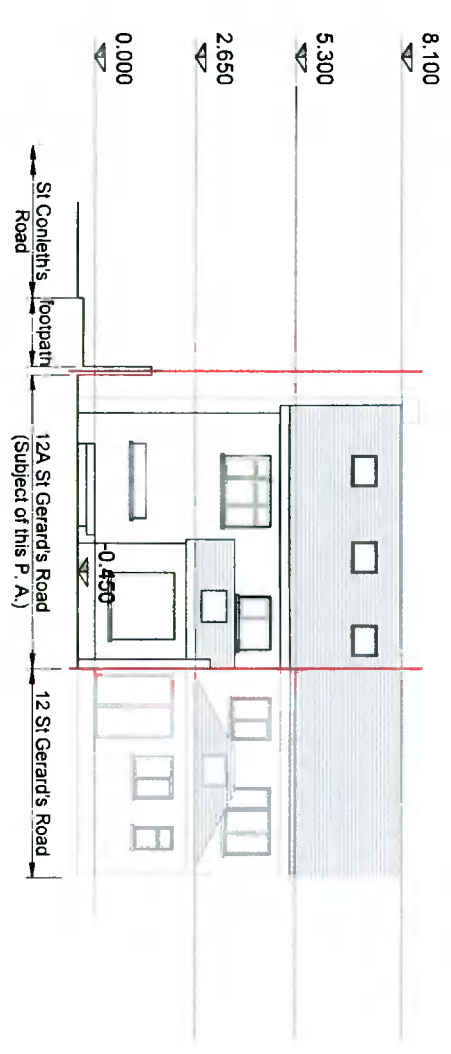 8.100
5.300
2.650
0.000
-0.450
St Conleth's
Road
footpath
12A St Gerard's Road
(Subject of this P. A.)
12 St Gerard's Road